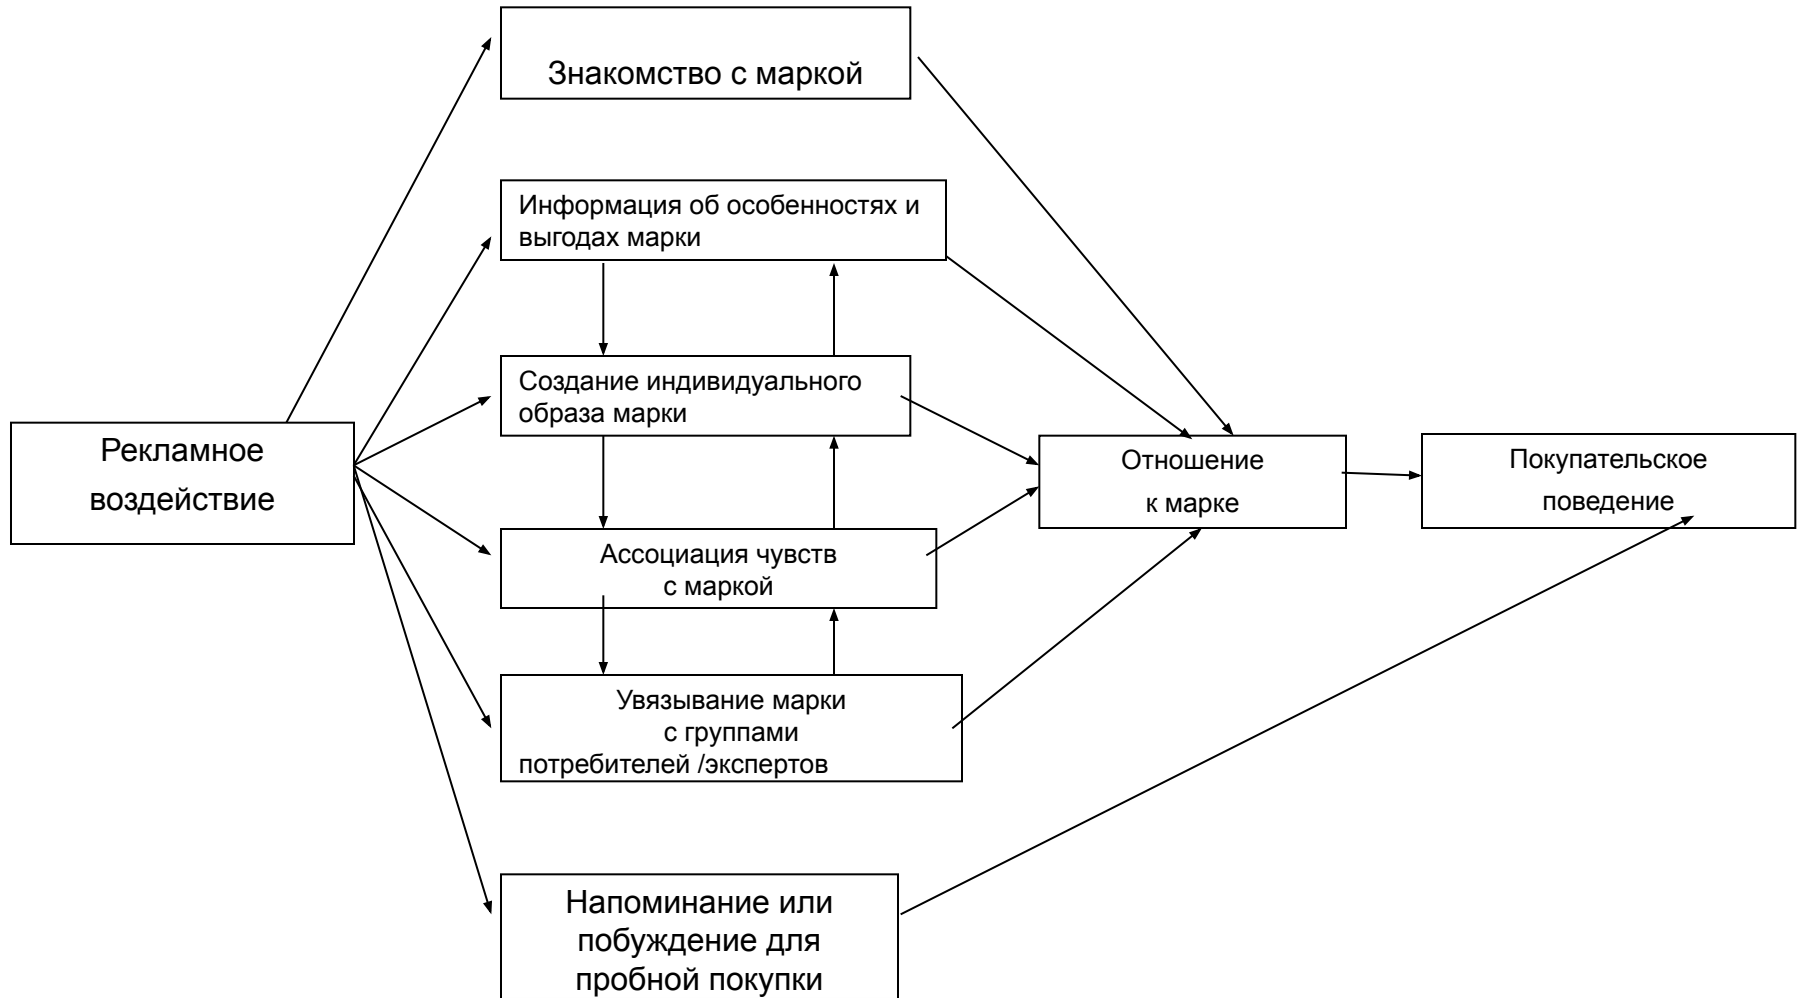 Знакомство с маркой
Информация об особенностях и
выгодах марки
Создание индивидуального
образа марки
Рекламное
воздействие
Отношение
к марке
Покупательское
поведение
Ассоциация чувств
с маркой
Увязывание марки
с группами
потребителей /экспертов
Напоминание или
побуждение для
пробной покупки